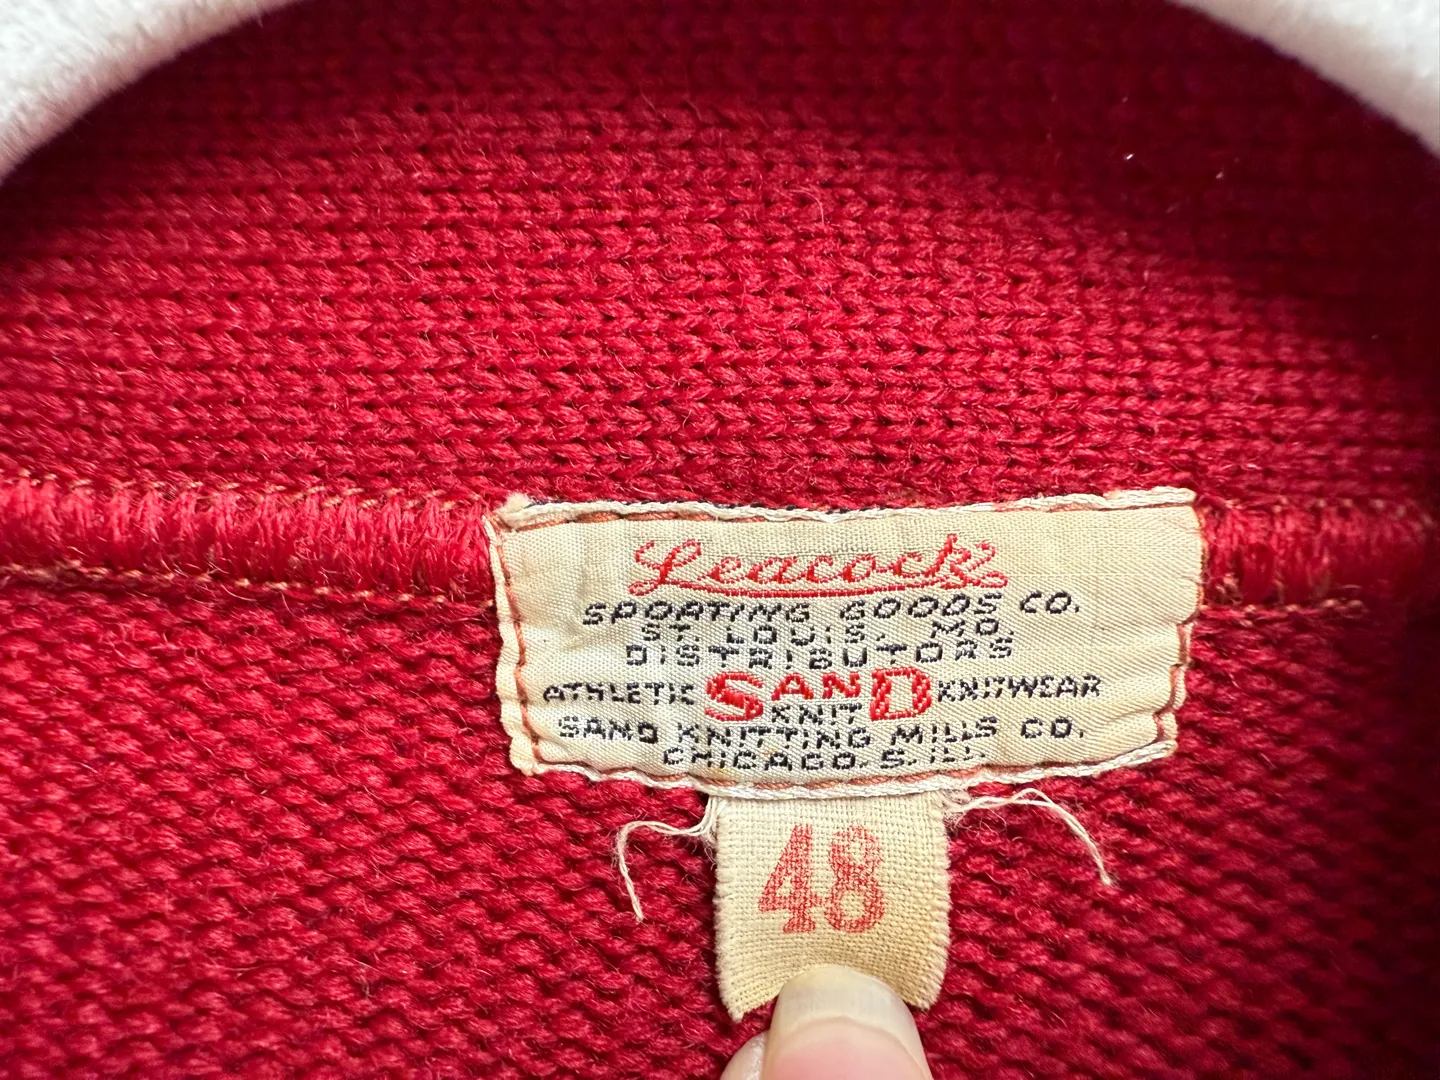 Leacock
SPORTING GOODS CO.
ST. LOUIS, MO.
DISTRIBUTORS
ATHLETIC SAND KNIT KNITWEAR
SAND KNITTING MILLS CO.
CHICAGO. S. ILL.
48